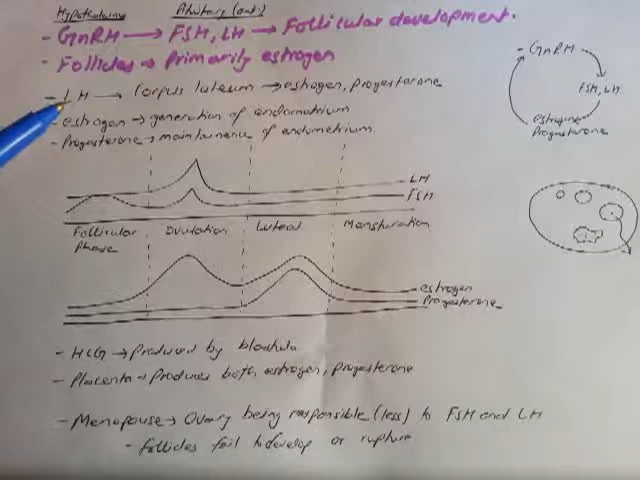 Hypothalamus Pituitary (ant.)
- GnRH → FSH, LH → Follicular development.
- Follicles → Primarily estrogen
- LH → Corpus luteum → estrogen, progesterone
- estrogen → generation of endometrium
- Progesterone → maintenence of endometrium.
- GnRH
FSH, LH
Progesterone
LH
FSH
Follicular Phase
Ovulation
Luteal
Menstruation
estrogen
Progesterone
- HCG → Produced by
- Placenta → Produces both estrogen, progesterone
- Menopause → Ovary being responsible (less) to FSH and LH
- follicles fail to develop or rupture